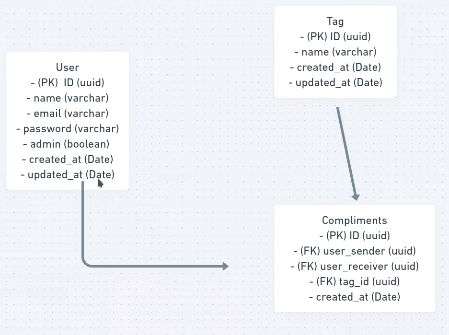 Tag
- (PK) ID (uuid)
- name (varchar)
- created_at (Date)
- updated_at (Date)
User
- (PK) ID (uuid)
- name (varchar)
- email (varchar)
- password (varchar)
- admin (boolean)
- created_at (Date)
- updated_at (Date)
Compliments
- (PK) ID (uuid)
- (FK) user_sender (uuid)
- (FK) user_receiver (uuid)
- (FK) tag_id (uuid)
- created_at (Date)